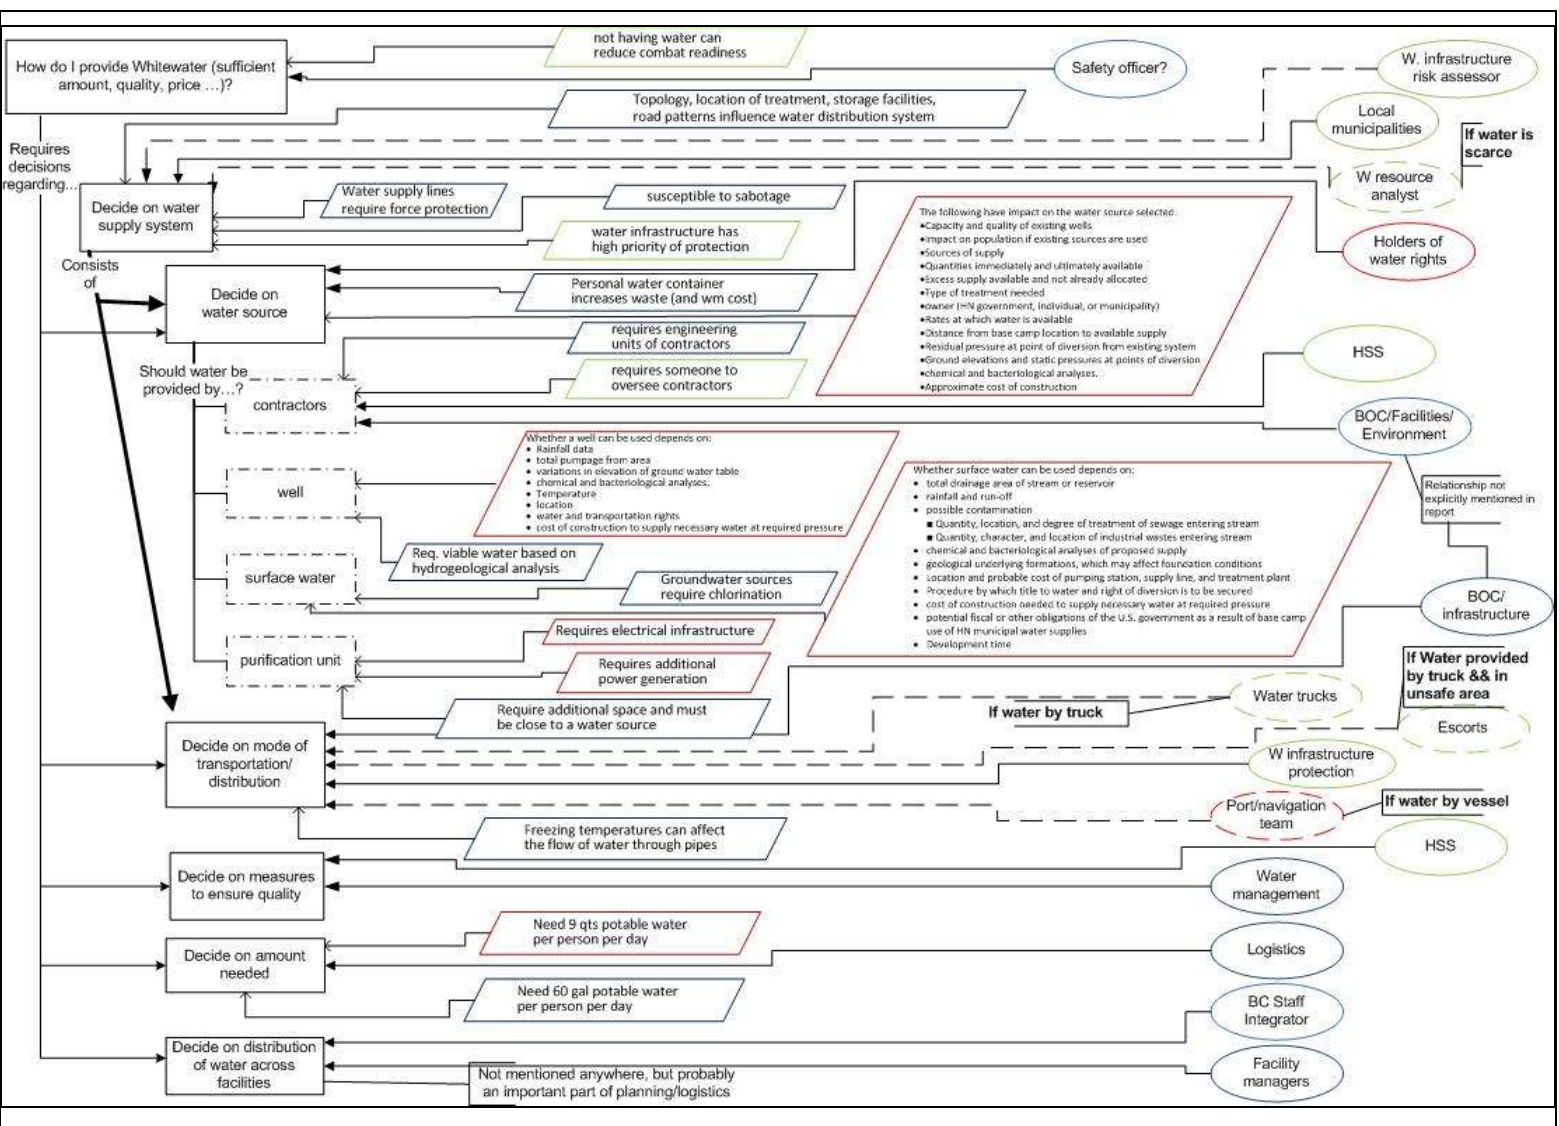 not having water can
reduce combat readiness
How do I provide Whitewater (sufficient
amount, quality, price ...)?
Safety officer?
W. infrastructure
risk assessor
Topology, location of treatment, storage facilities,
road patterns influence water distribution system
Local
municipalities
If water is
scarce
Requires
decisions
regarding...
W resource
analyst
Decide on water
supply system
Water supply lines
require force protection
susceptible to sabotage
water infrastructure has
high priority of protection
The following have impact on the water source selected:
•Capacity and quality of existing wells
•Impact on population if existing sources are used
•Sources of supply
•Quantities immediately and ultimately available
•Excess supply available and not already allocated
•Type of treatment needed
•owner (HN government, individual, or municipality)
•Rates at which water is available
•Distance from base camp location to available supply
•Residual pressure at point of diversion from existing system
•Ground elevations and static pressures at points of diversion
•chemical and bacteriological analyses.
•Approximate cost of construction
Holders of
water rights
Consists
of
Decide on
water source
Personal water container
increases waste (and wm cost)
requires engineering
units of contractors
HSS
Should water be
provided by...?
requires someone to
oversee contractors
contractors
BOC/Facilities/
Environment
Whether a well can be used depends on:
• Rainfall data
• total pumpage from area
• variations in elevation of ground water table
• chemical and bacteriological analyses.
• Temperature
• location
• water and transportation rights
• cost of construction to supply necessary water at required pressure
well
Whether surface water can be used depends on:
• total drainage area of stream or reservoir
• rainfall and run-off
• possible contamination
■ Quantity, location, and degree of treatment of sewage entering stream
■ Quantity, character, and location of industrial wastes entering stream
• chemical and bacteriological analyses of proposed supply
• geological underlying formations, which may affect foundation conditions
• Location and probable cost of pumping station, supply line, and treatment plant
• Procedure by which title to water and right of diversion is to be secured
• cost of construction needed to supply necessary water at required pressure
• potential fiscal or other obligations of the U.S. government as a result of base camp
use of HN municipal water supplies
• Development time
Relationship not
explicitly mentioned in
report
Req. viable water based on
hydrogeological analysis
surface water
Groundwater sources
require chlorination
BOC/
infrastructure
Requires electrical infrastructure
purification unit
Requires additional
power generation
If Water provided
by truck && in
unsafe area
Water trucks
If water by truck
Require additional space and must
be close to a water source
Escorts
Decide on mode of
transportation/
distribution
W infrastructure
protection
Port/navigation
team
If water by vessel
Freezing temperatures can affect
the flow of water through pipes
HSS
Decide on measures
to ensure quality
Water
management
Need 9 qts potable water
per person per day
Decide on amount
needed
Logistics
Need 60 gal potable water
per person per day
BC Staff
Integrator
Decide on distribution
of water across
facilities
Not mentioned anywhere, but probably
an important part of planning/logistics
Facility
managers